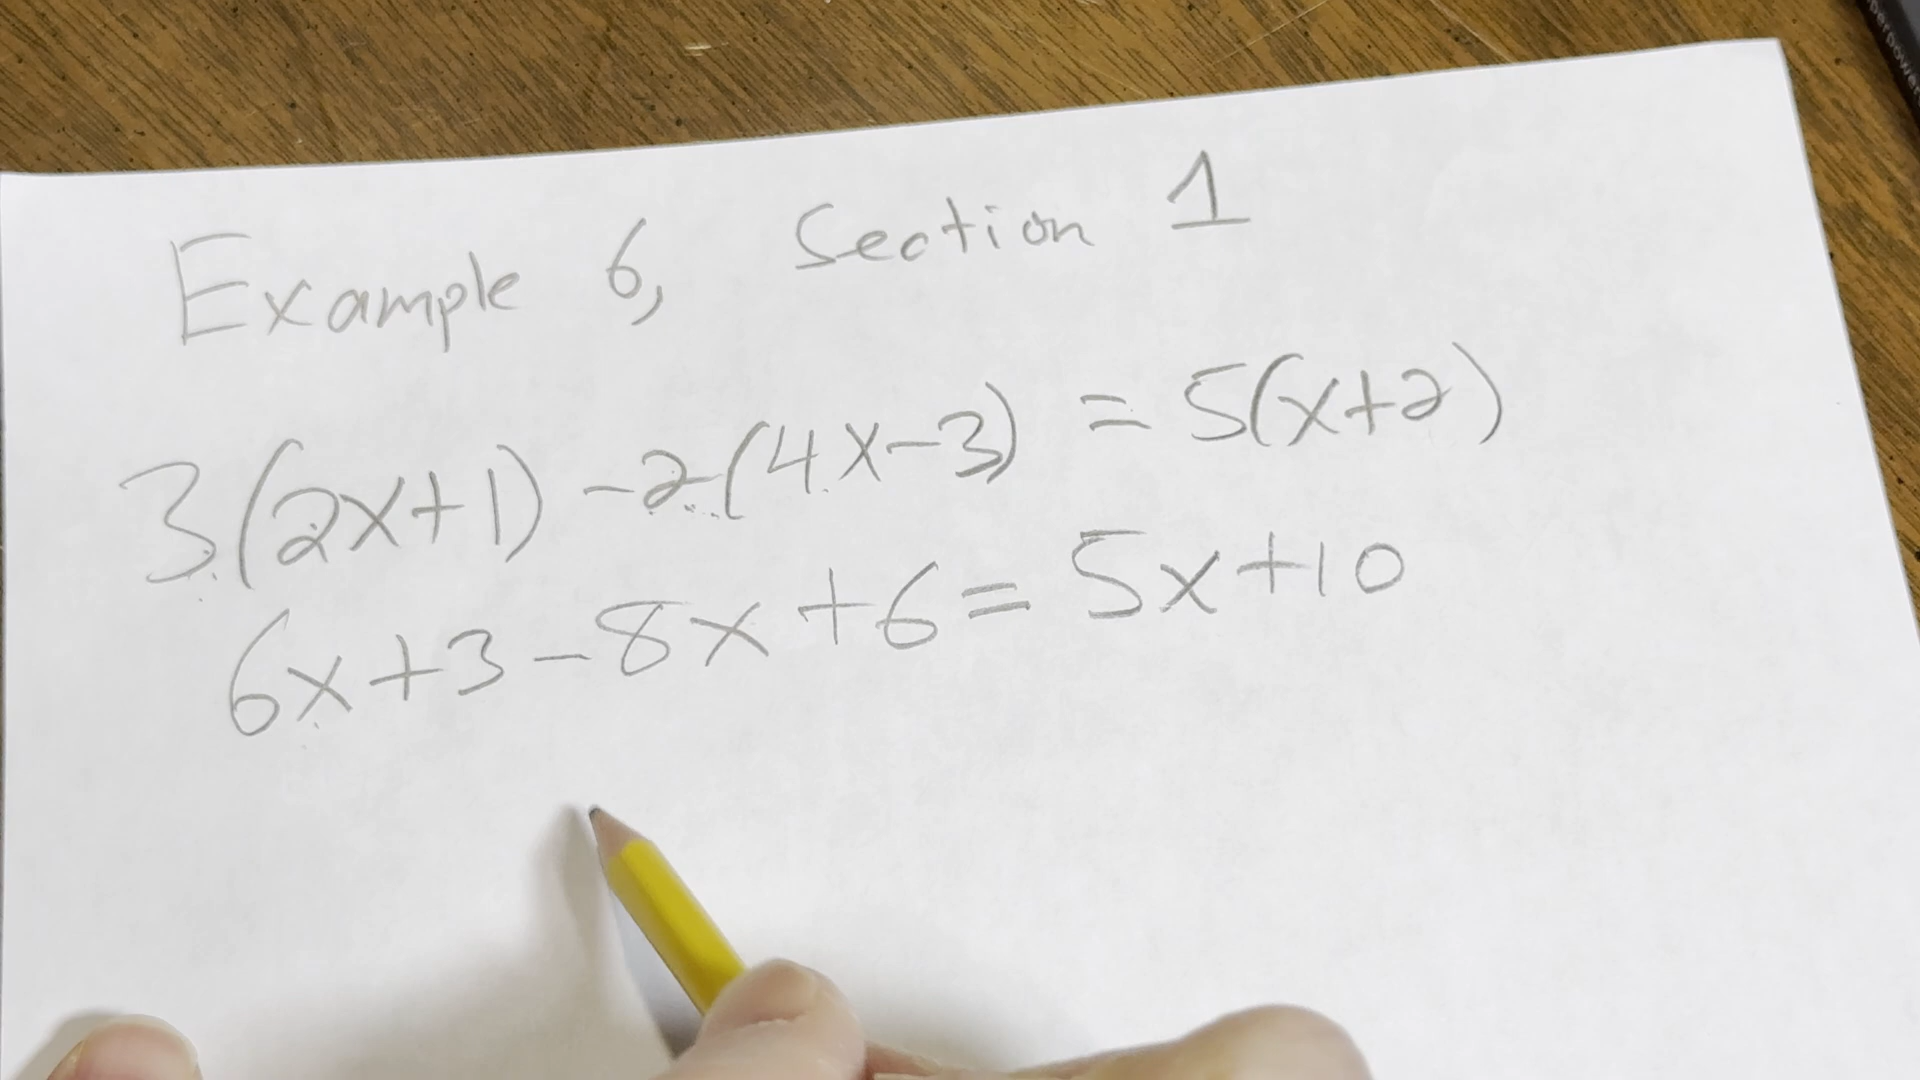 Example 6, Section 1
3(2x+1) -2(4x-3) = 5(x+2)
6x+3-8x+6=5x+10